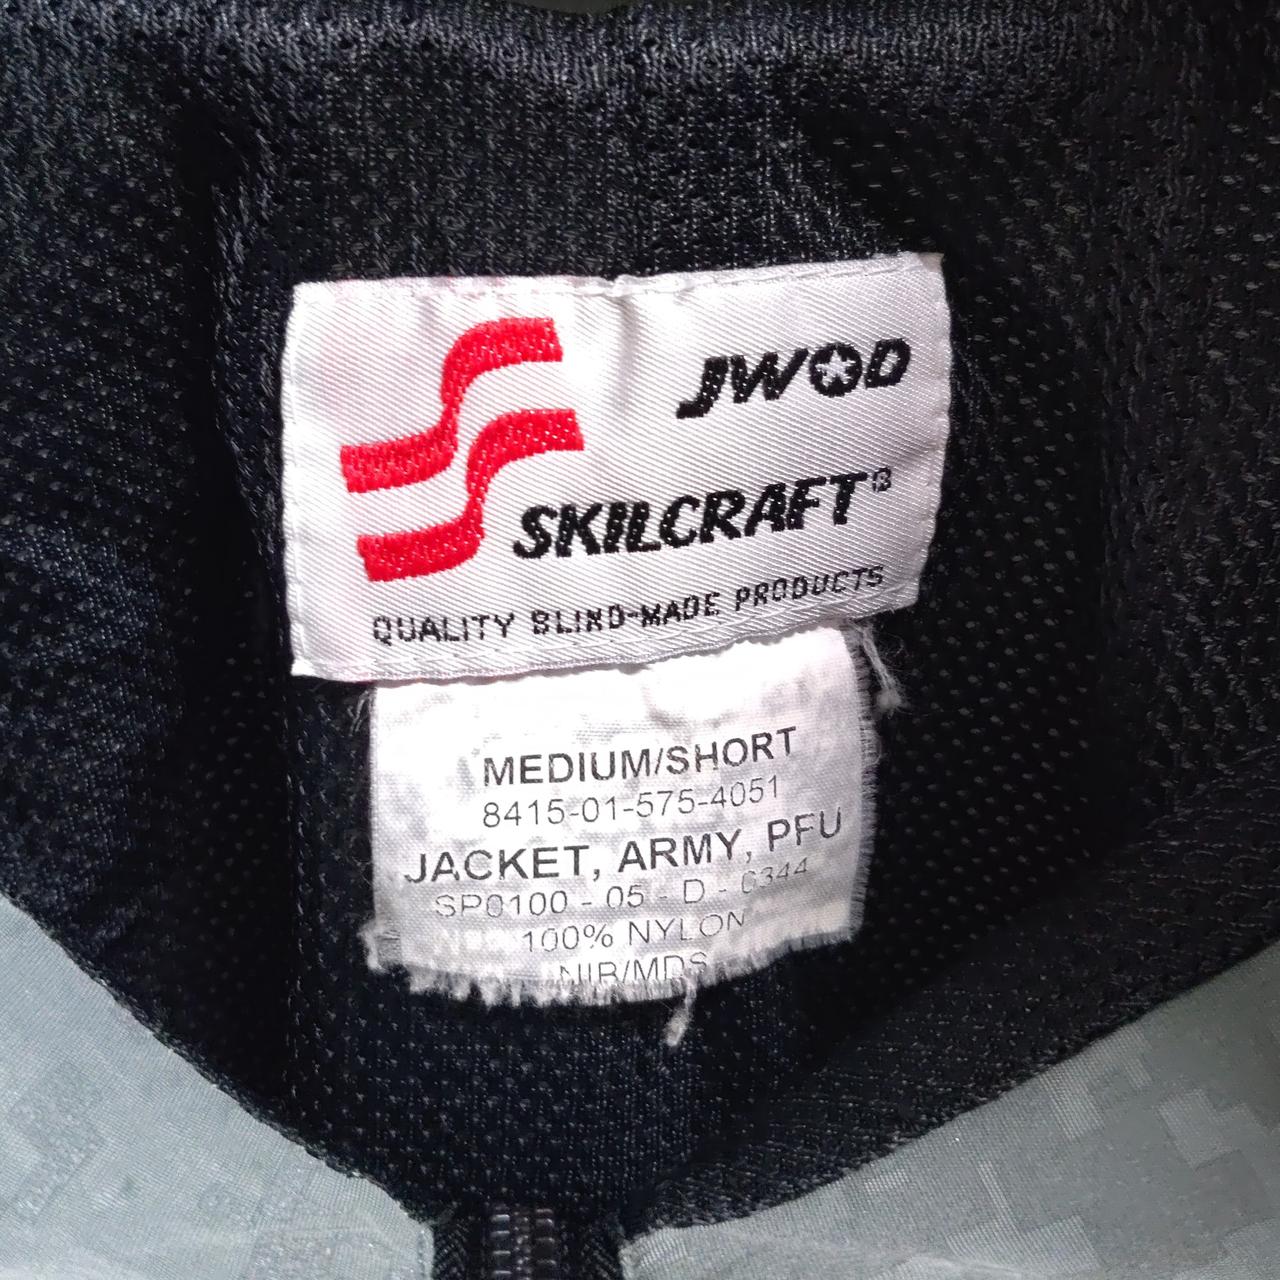 JWOD
SKILCRAFT®
QUALITY BLIND-MADE PRODUCTS
MEDIUM/SHORT
8415-01-575-4051
JACKET, ARMY, PFU
SP0100 - 05 - D - 0344
100% NYLON
NIR/MDS